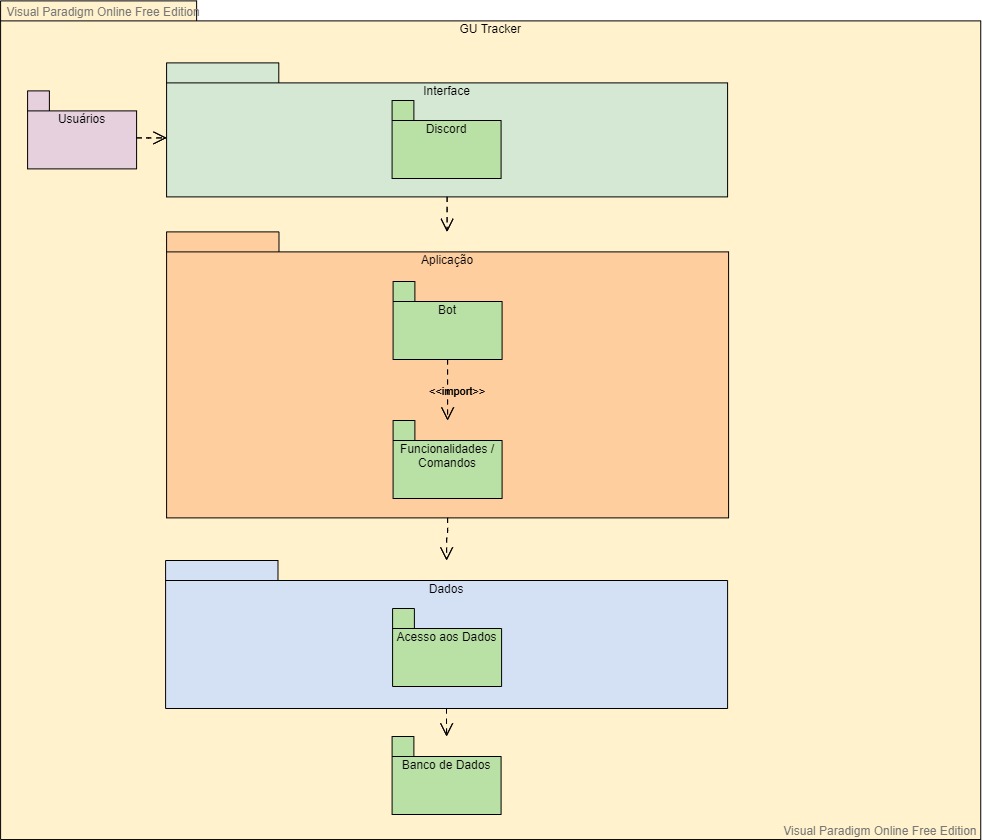 Visual Paradigm Online Free Edition
GU Tracker
Interface
Usuários
Discord
Aplicação
Bot
<<import>>
Funcionalidades /
Comandos
Dados
Acesso aos Dados
Banco de Dados
Visual Paradigm Online Free Edition